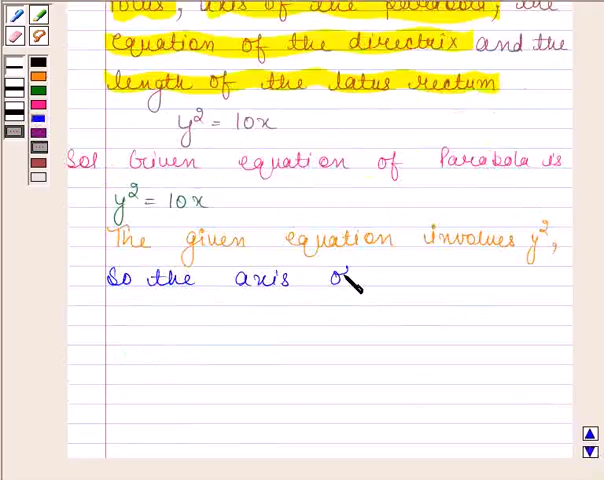 focus, axis of the parabola, the
equation of the directrix and the
length of the latus rectum
y² = 10x
Sol Given equation of Parabola is
y² = 10x
The given equation involves y²,
So the axis of